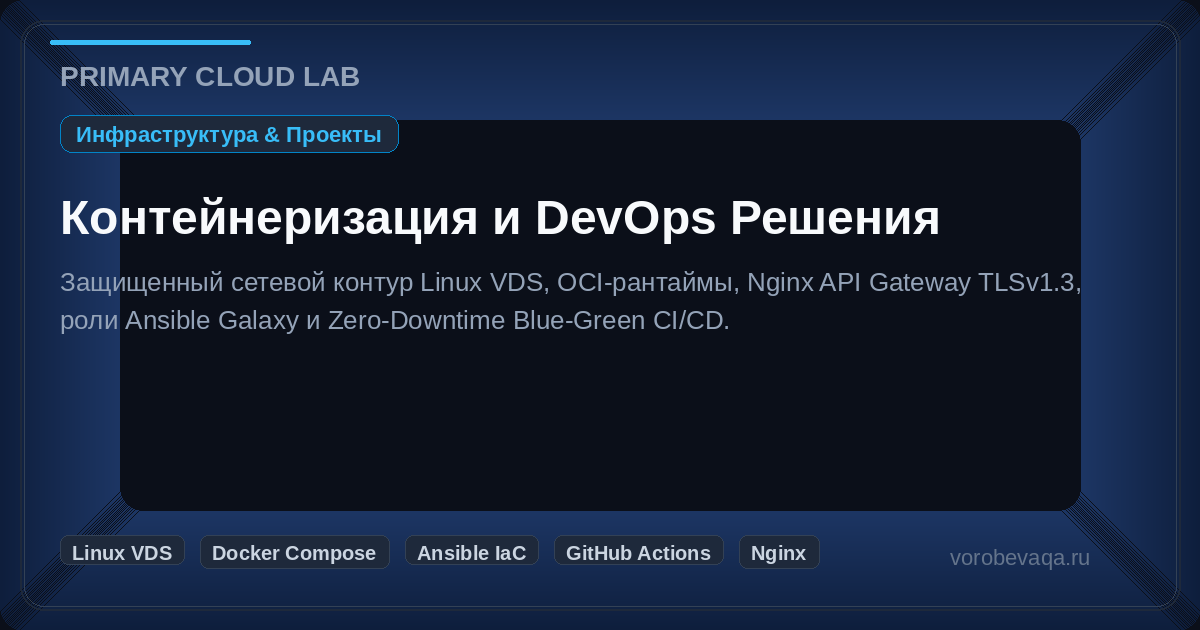 PRIMARY CLOUD LAB
Инфраструктура & Проекты
Контейнеризация и DevOps Решения
Защищенный сетевой контур Linux VDS, OCI-рантаймы, Nginx API Gateway TLSv1.3,
роли Ansible Galaxy и Zero-Downtime Blue-Green CI/CD.
Linux VDS Docker Compose Ansible IaC GitHub Actions Nginx vorobevaqa.ru